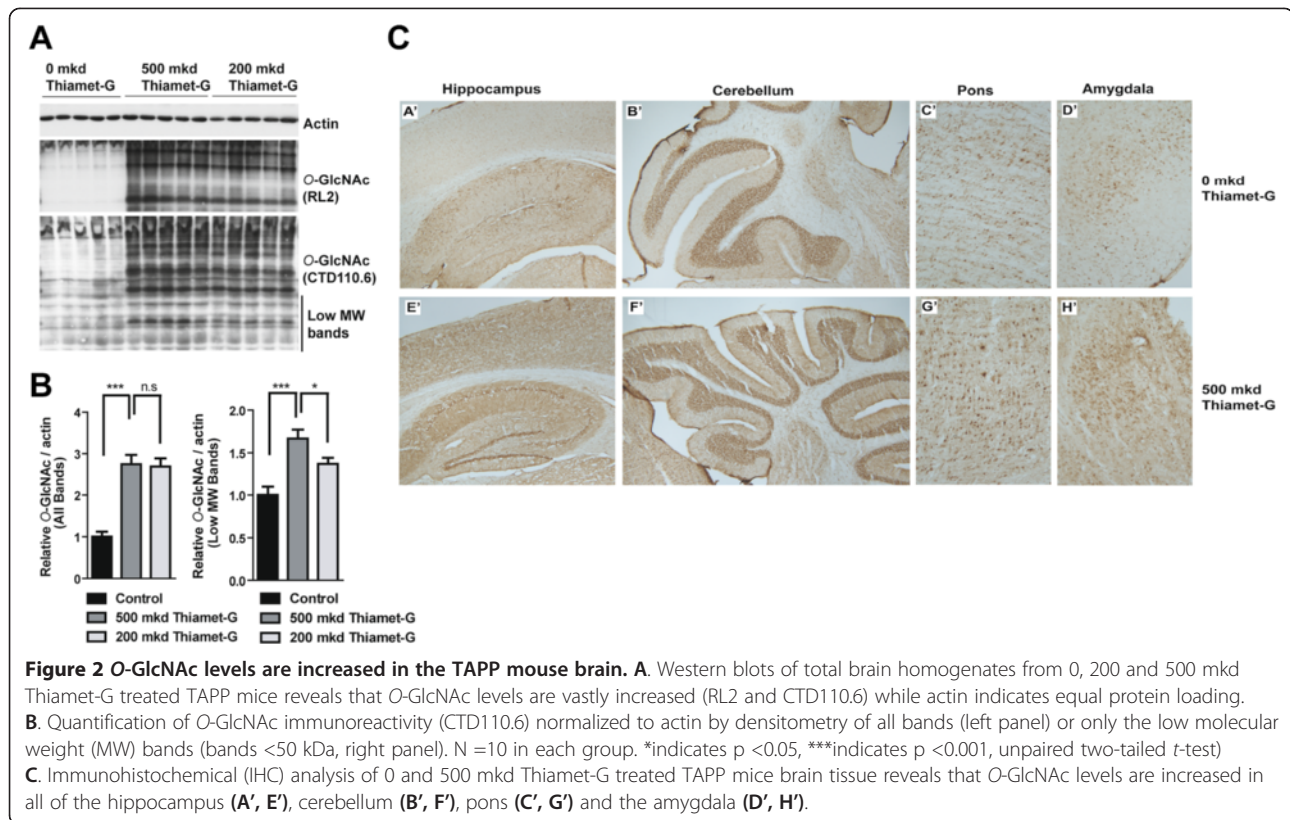 A
0 mkd 500 mkd 200 mkd
Thiamet-G Thiamet-G Thiamet-G
Actin
O-GlcNAc
(RL2)
O-GlcNAc
(CTD110.6)
Low MW
bands
B
*** n.s
4
3
2
1
0
Relative O-GlcNAc / actin
(All Bands)
*** *
2.0
1.5
1.0
0.5
0.0
Relative O-GlcNAc / actin
(Low MW Bands)
Control Control
500 mkd Thiamet-G 500 mkd Thiamet-G
200 mkd Thiamet-G 200 mkd Thiamet-G
C
Hippocampus Cerebellum Pons Amygdala
A' B' C' D'
0 mkd
Thiamet-G
E' F' G' H'
500 mkd
Thiamet-G
Figure 2 O-GlcNAc levels are increased in the TAPP mouse brain. A. Western blots of total brain homogenates from 0, 200 and 500 mkd
Thiamet-G treated TAPP mice reveals that O-GlcNAc levels are vastly increased (RL2 and CTD110.6) while actin indicates equal protein loading.
B. Quantification of O-GlcNAc immunoreactivity (CTD110.6) normalized to actin by densitometry of all bands (left panel) or only the low molecular
weight (MW) bands (bands <50 kDa, right panel). N =10 in each group. *indicates p <0.05, ***indicates p <0.001, unpaired two-tailed t-test)
C. Immunohistochemical (IHC) analysis of 0 and 500 mkd Thiamet-G treated TAPP mice brain tissue reveals that O-GlcNAc levels are increased in
all of the hippocampus (A’, E’), cerebellum (B’, F’), pons (C’, G’) and the amygdala (D’, H’).